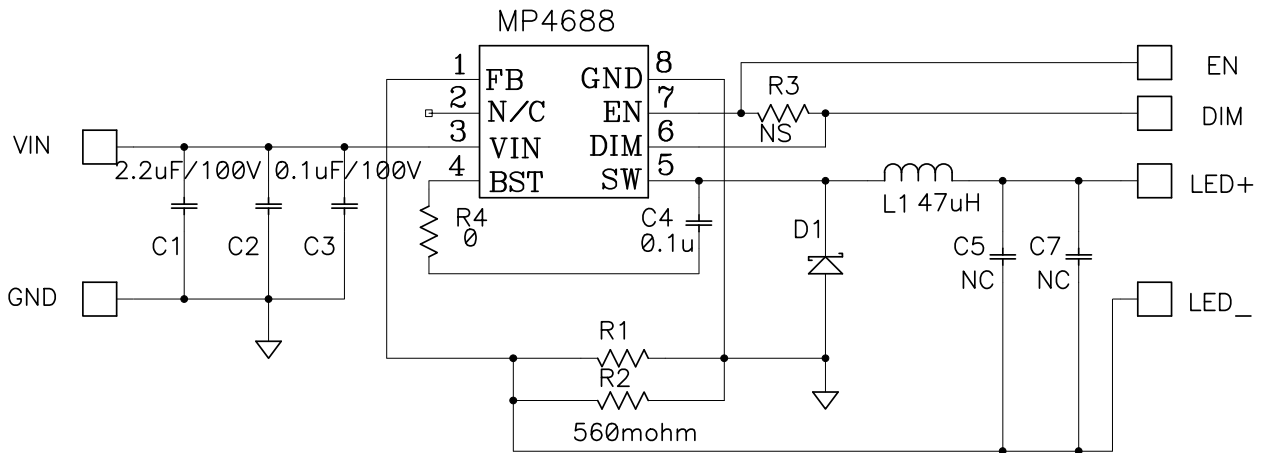 MP4688
1 FB
2 N/C
3 VIN
4 BST
GND 8
EN 7
DIM 6
SW 5
VIN
GND
2.2uF/100V
0.1uF/100V
C1
C2
C3
R4
0
C4
0.1u
R3
NS
D1
L1 47uH
C5
NC
C7
NC
EN
DIM
LED+
LED_
R1
R2
560mohm